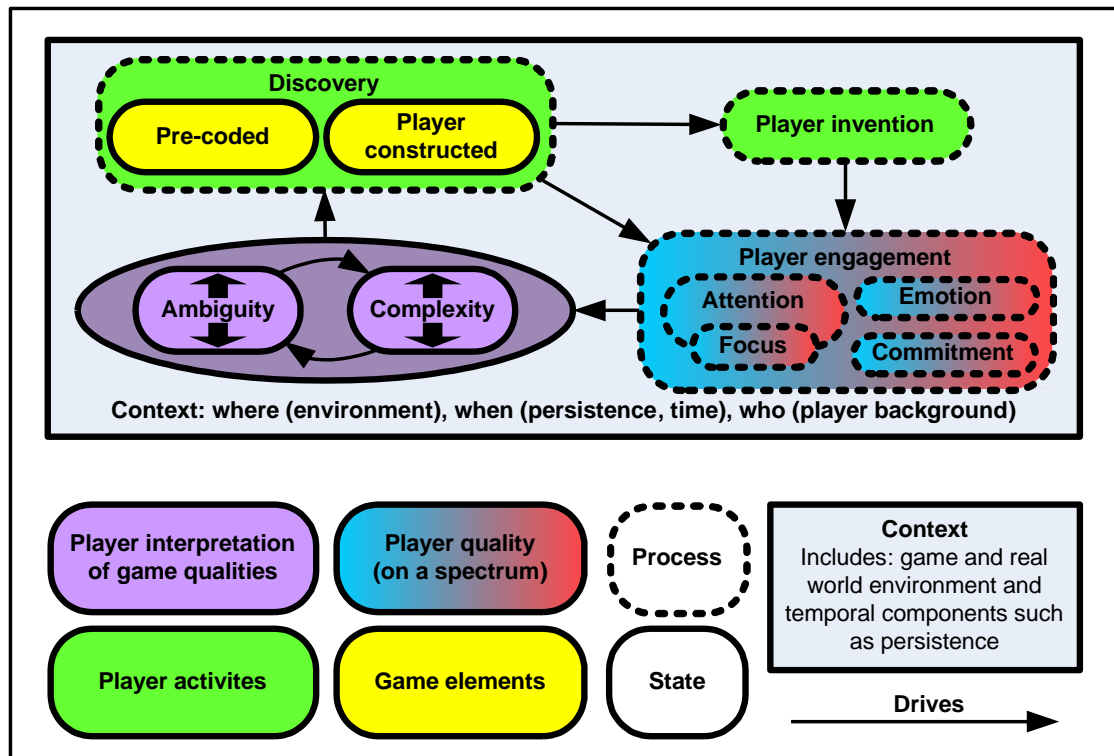 Discovery
Pre-coded
Player
constructed
Player invention
Player engagement
Attention
Emotion
Focus
Commitment
Ambiguity
Complexity
Context: where (environment), when (persistence, time), who (player background)
Player interpretation
of game qualities
Player quality
(on a spectrum)
Process
Context
Includes: game and real
world environment and
temporal components such
as persistence
Player activites
Game elements
State
Drives